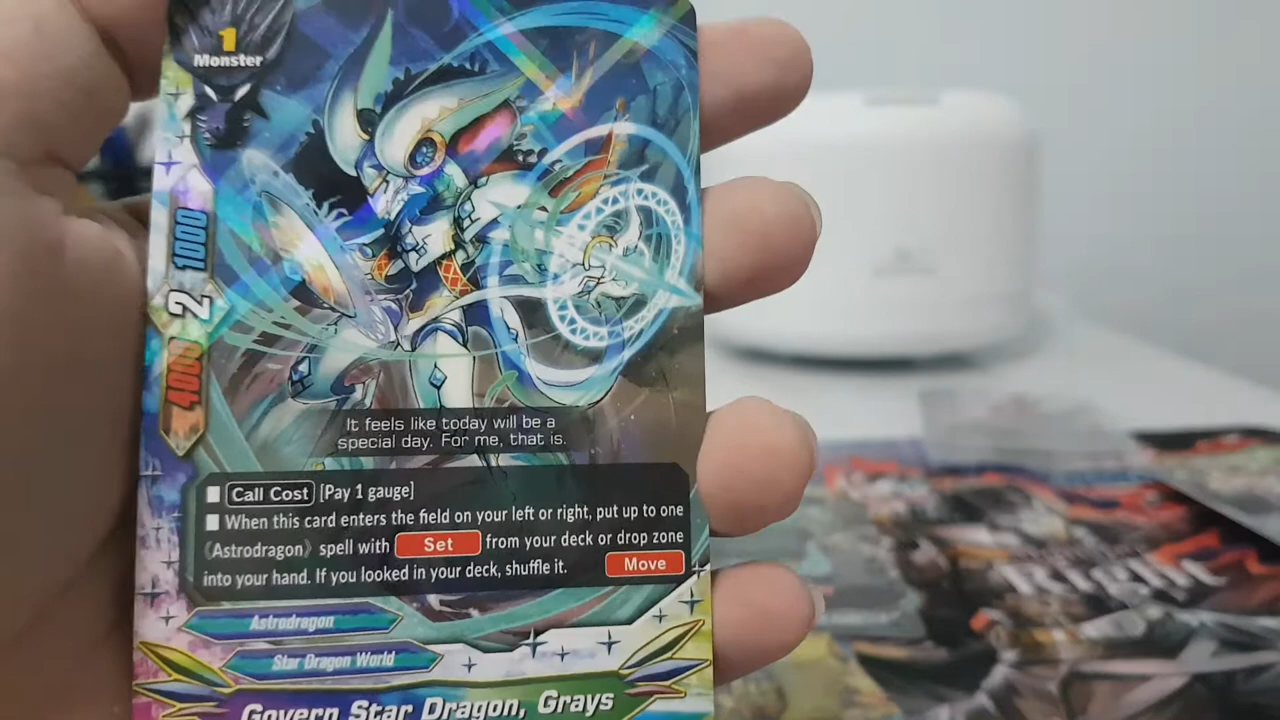 1
Monster
1000
2
4000
It feels like today will be a
special day. For me, that is.
Call Cost [Pay 1 gauge]
When this card enters the field on your left or right, put up to one
《Astrodragon》 spell with Set from your deck or drop zone
into your hand. If you looked in your deck, shuffle it. Move
Astrodragon
Star Dragon World
Govern Star Dragon, Grays
Right